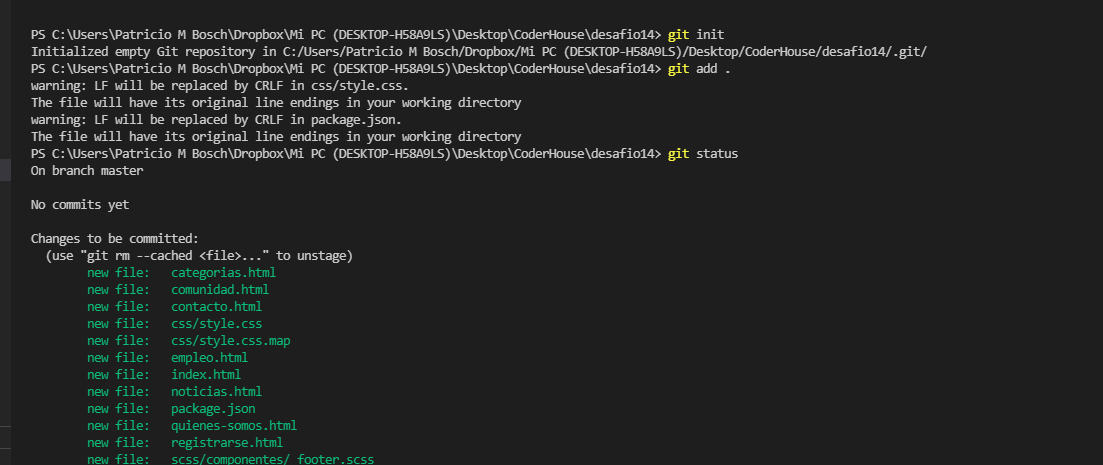 PS C:\Users\Patricio M Bosch\Dropbox\Mi PC (DESKTOP-H58A9LS)\Desktop\CoderHouse\desafio14> git init
Initialized empty Git repository in C:/Users/Patricio M Bosch/Dropbox/Mi PC (DESKTOP-H58A9LS)/Desktop/CoderHouse/desafio14/.git/
PS C:\Users\Patricio M Bosch\Dropbox\Mi PC (DESKTOP-H58A9LS)\Desktop\CoderHouse\desafio14> git add .
warning: LF will be replaced by CRLF in css/style.css.
The file will have its original line endings in your working directory
warning: LF will be replaced by CRLF in package.json.
The file will have its original line endings in your working directory
PS C:\Users\Patricio M Bosch\Dropbox\Mi PC (DESKTOP-H58A9LS)\Desktop\CoderHouse\desafio14> git status
On branch master
No commits yet
Changes to be committed:
(use "git rm --cached <file>..." to unstage)
new file: categorias.html
new file: comunidad.html
new file: contacto.html
new file: css/style.css
new file: css/style.css.map
new file: empleo.html
new file: index.html
new file: noticias.html
new file: package.json
new file: quienes-somos.html
new file: registrarse.html
new file: scss/componentes/_footer.scss